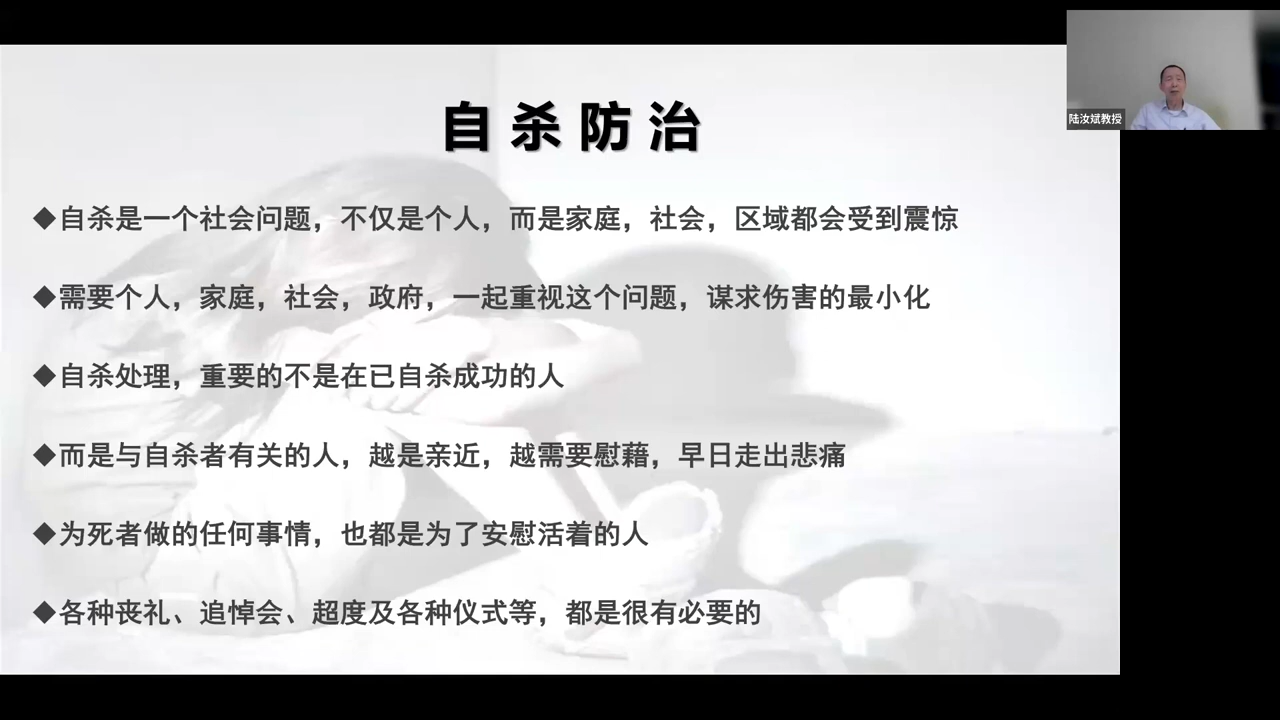 自杀防治
陆汝斌教授
◆自杀是一个社会问题，不仅是个人，而是家庭，社会，区域都会受到震惊
◆需要个人，家庭，社会，政府，一起重视这个问题，谋求伤害的最小化
◆自杀处理，重要的不是在已自杀成功的人
◆而是与自杀者有关的人，越是亲近，越需要慰藉，早日走出悲痛
◆为死者做的任何事情，也都是为了安慰活着的人
◆各种丧礼、追悼会、超度及各种仪式等，都是很有必要的